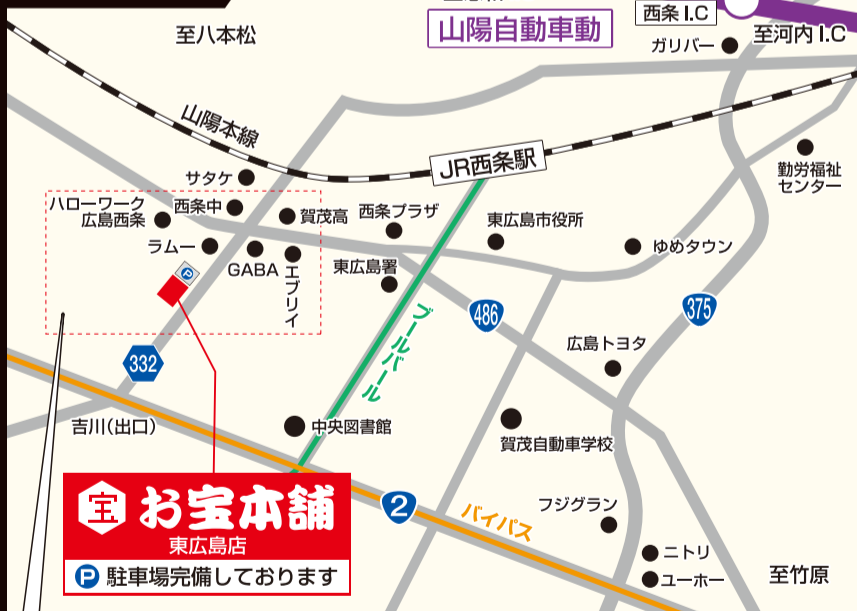 西条 I.C
至八本松
山陽自動車動
ガリバー
至河内 I.C
山陽本線
JR西条駅
サタケ
勤労福祉
センター
ハローワーク
広島西条
西条中
賀茂高
西条プラザ
東広島市役所
ラムー
GABA
エブリイ
東広島署
ゆめタウン
P
486
375
ブールバール
332
広島トヨタ
吉川(出口)
中央図書館
賀茂自動車学校
宝
お宝本舗
東広島店
P 駐車場完備しております
2
バイパス
フジグラン
ニトリ
ユーホー
至竹原